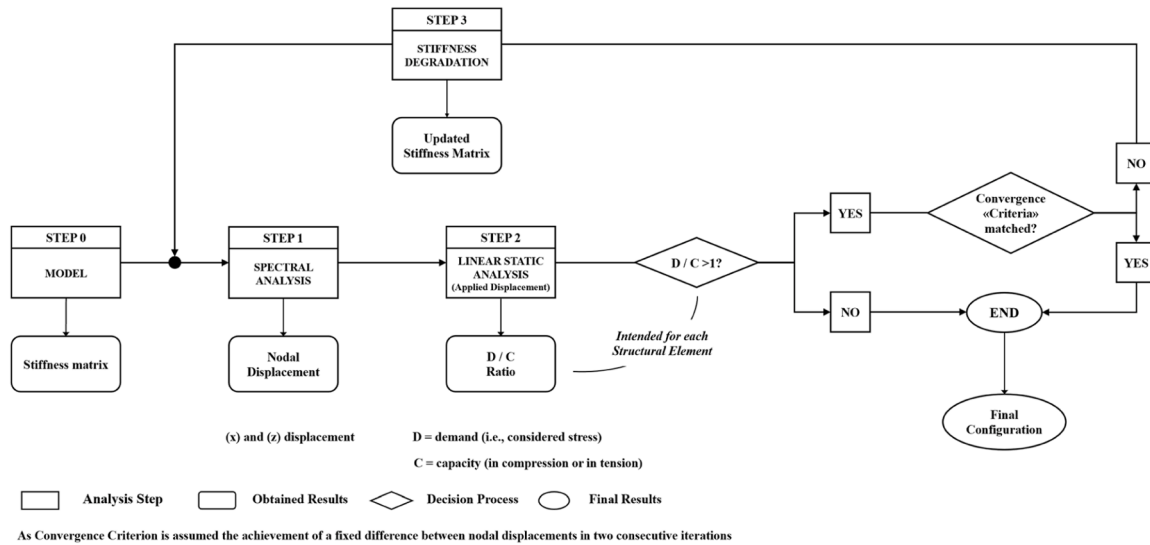 STEP 3
STIFFNESS
DEGRADATION
Updated
Stiffness Matrix
NO
Convergence
«Criteria»
matched?
YES
YES
STEP 0
MODEL
STEP 1
SPECTRAL
ANALYSIS
STEP 2
LINEAR STATIC
ANALYSIS
(Applied Displacement)
D / C >1?
NO
END
Intended for each
Structural Element
Stiffness matrix
Nodal
Displacement
D / C
Ratio
Final
Configuration
(x) and (z) displacement
D = demand (i.e., considered stress)
C = capacity (in compression or in tension)
Analysis Step
Obtained Results
Decision Process
Final Results
As Convergence Criterion is assumed the achievement of a fixed difference between nodal displacements in two consecutive iterations